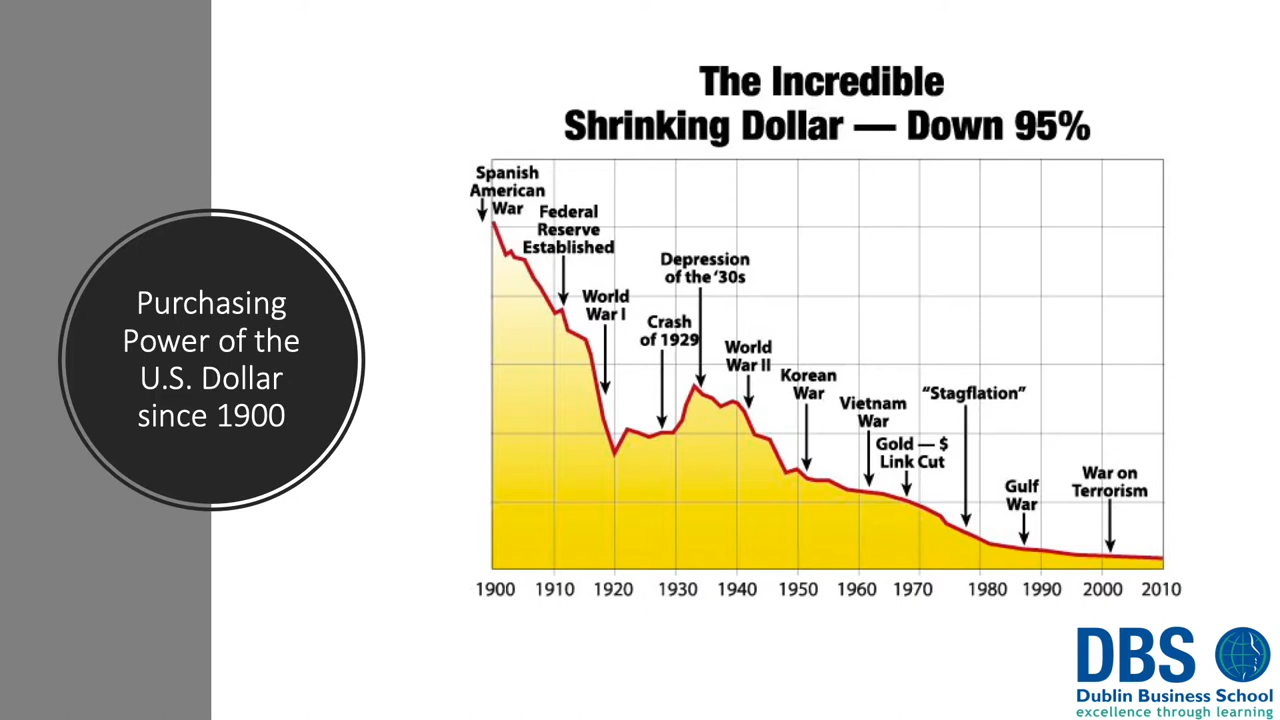 The Incredible
Shrinking Dollar — Down 95%
Purchasing
Power of the
U.S. Dollar
since 1900
Spanish
American
War
Federal
Reserve
Established
World
War I
Crash
of 1929
Depression
of the '30s
World
War II
Korean
War
Vietnam
War
Gold — $
Link Cut
“Stagflation”
Gulf
War
War on
Terrorism
1900 1910 1920 1930 1940 1950 1960 1970 1980 1990 2000 2010
DBS
Dublin Business School
excellence through learning